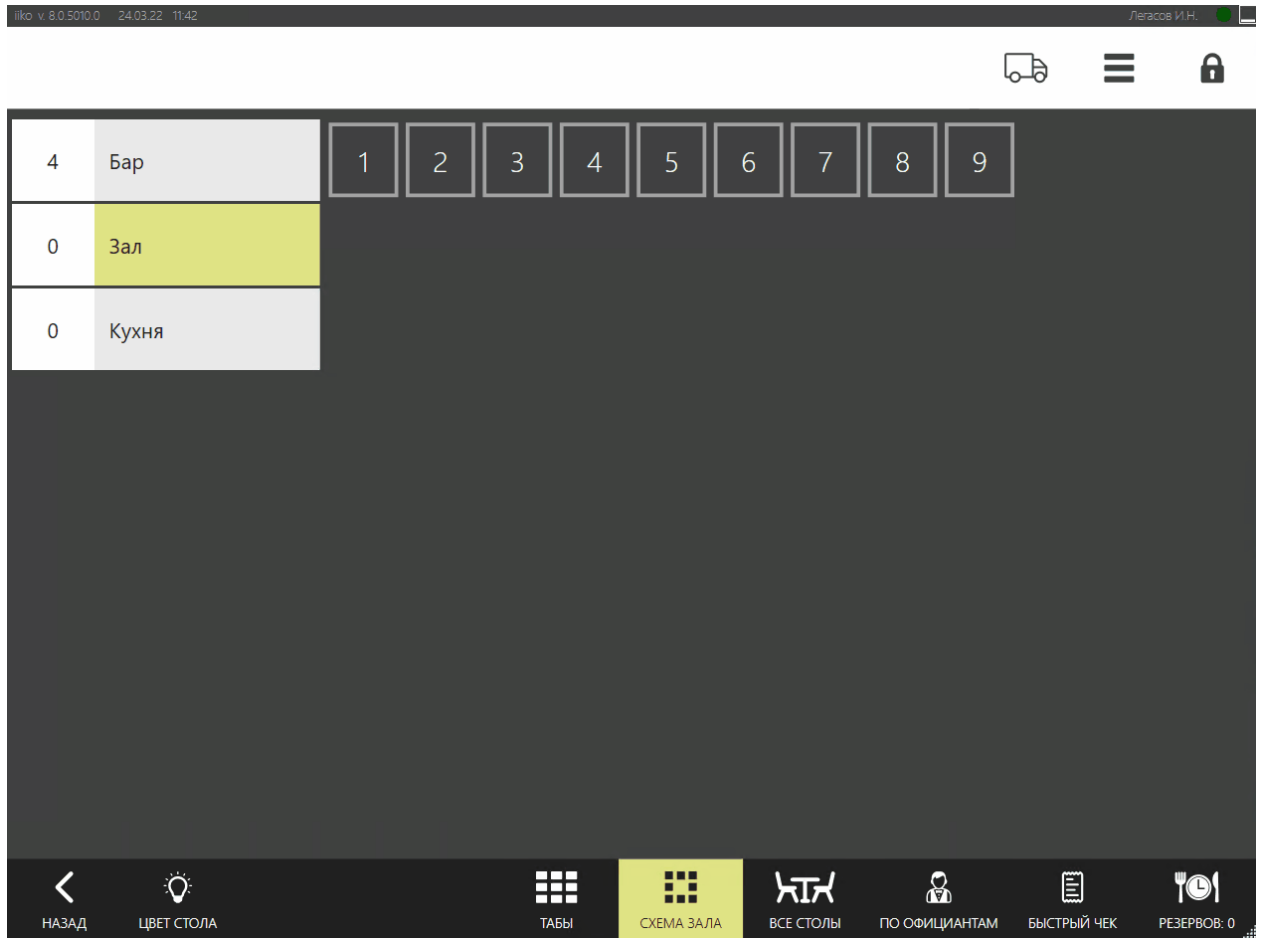 iiko v. 8.0.5010.0 24.03.22 11:42 Легасов И.Н.
4 Бар 1 2 3 4 5 6 7 8 9
0 Зал
0 Кухня
НАЗАД ЦВЕТ СТОЛА ТАБЫ СХЕМА ЗАЛА ВСЕ СТОЛЫ ПО ОФИЦИАНТАМ БЫСТРЫЙ ЧЕК РЕЗЕРВОВ: 0